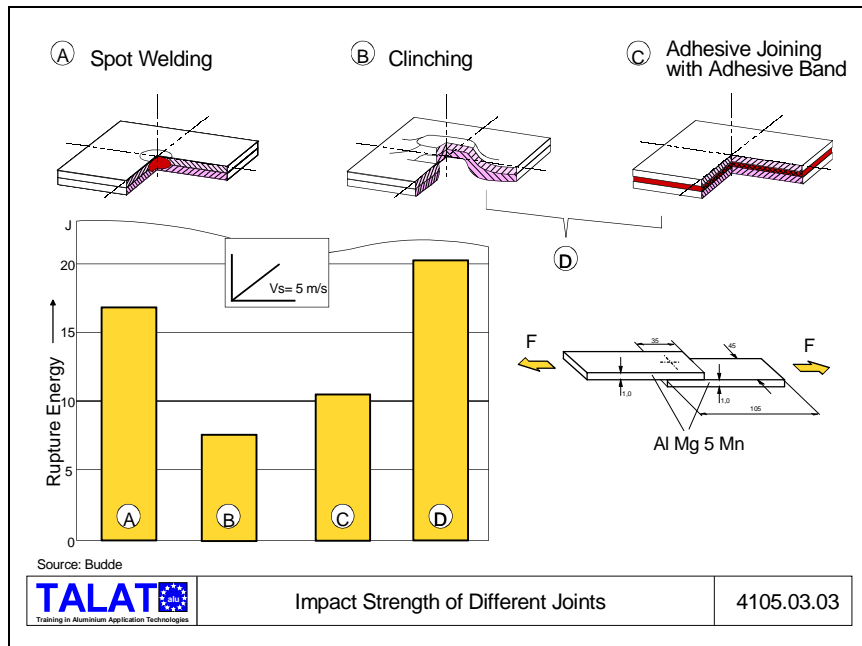 A Spot Welding
B Clinching
C Adhesive Joining
with Adhesive Band
D
J
20
15
10
5
0
Rupture Energy
Vs= 5 m/s
A
B
C
D
F
F
35
45
1,0
1,0
105
Al Mg 5 Mn
Source: Budde
TALAT
alu
Training in Aluminium Application Technologies
Impact Strength of Different Joints
4105.03.03